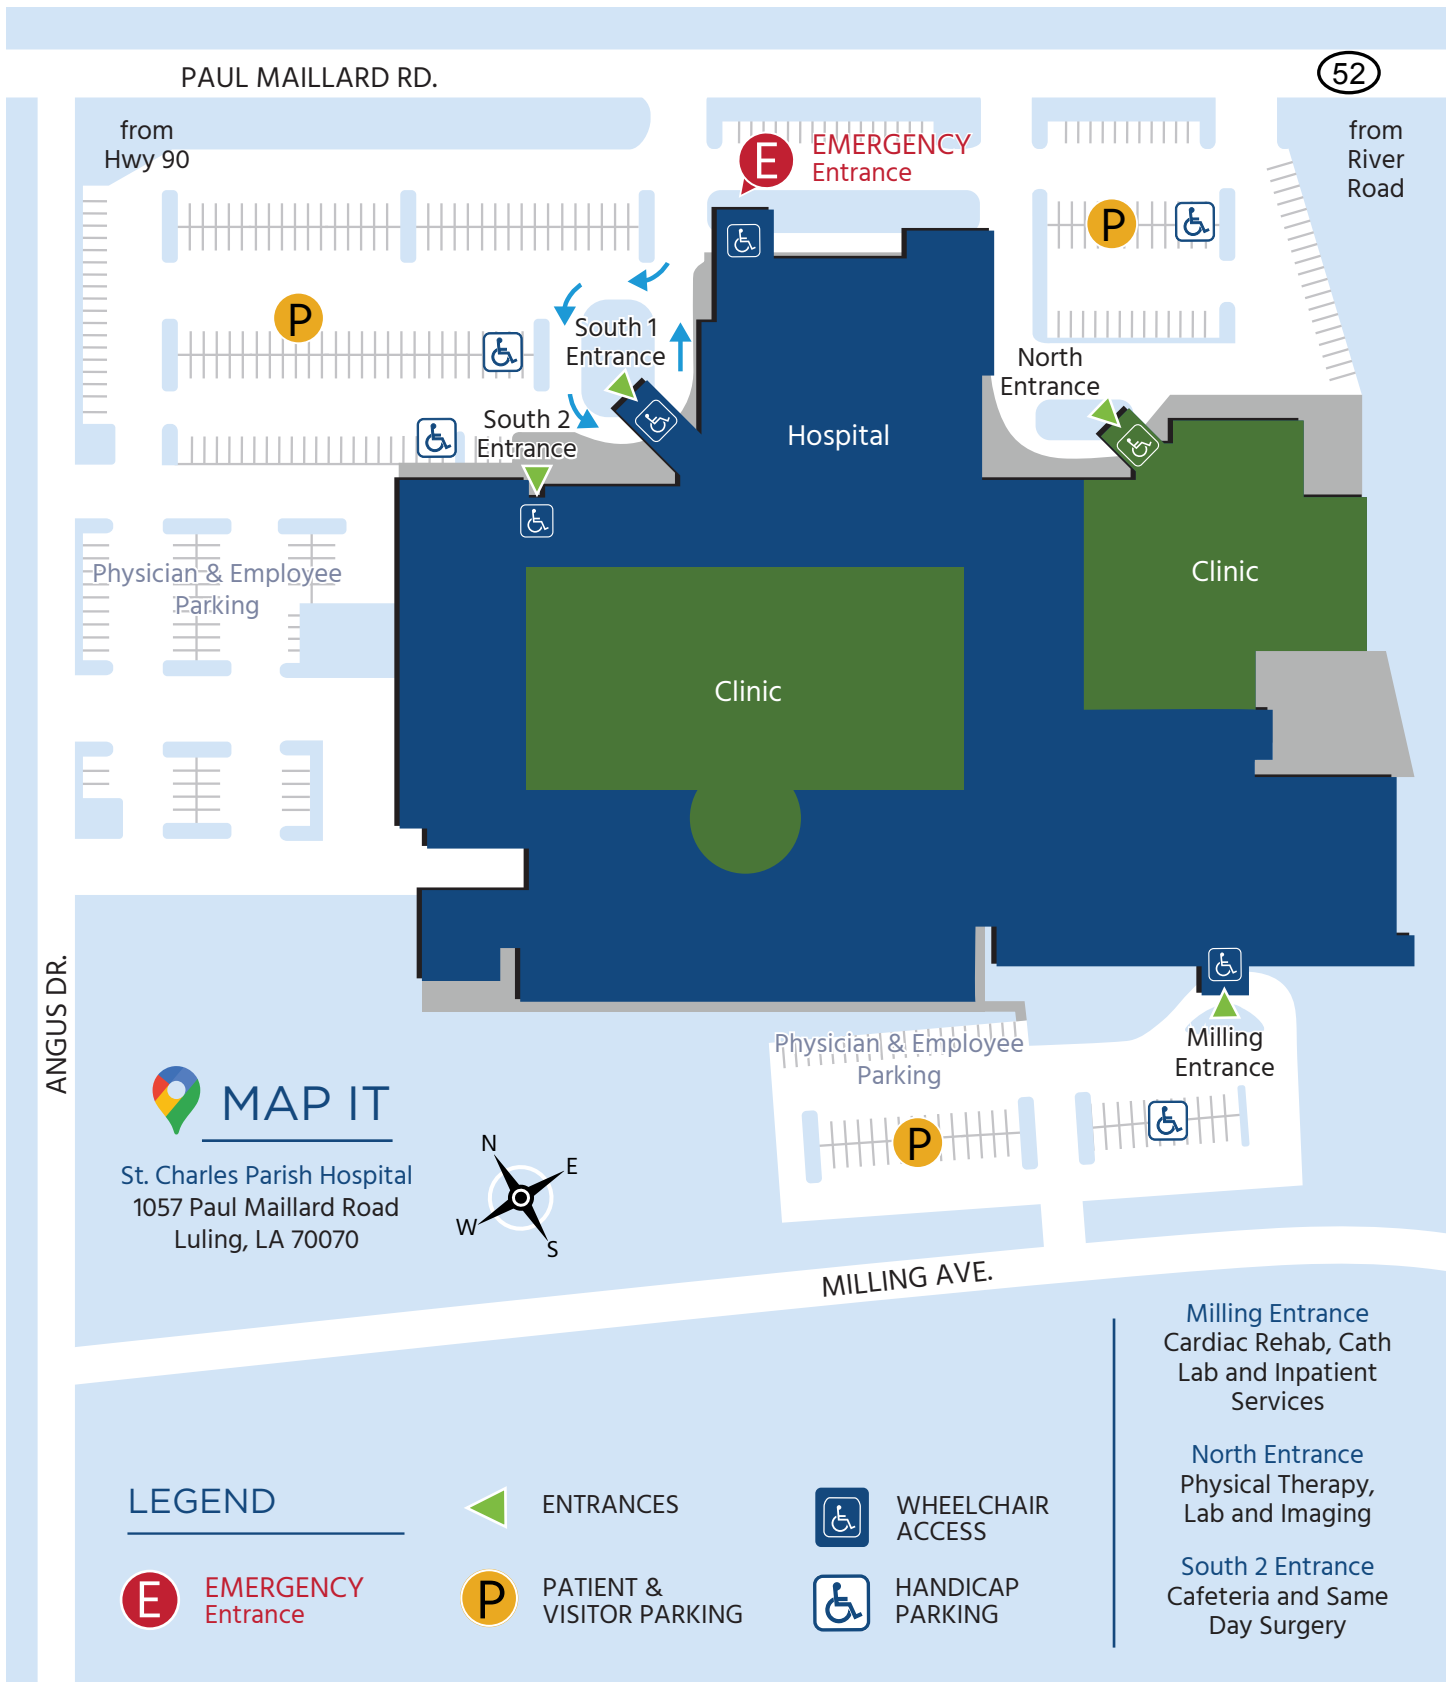 PAUL MAILLARD RD.
52
from
Hwy 90
from
River
Road
E
EMERGENCY
Entrance
P
P
South 1
Entrance
North
Entrance
South 2
Entrance
Hospital
Physician & Employee
Parking
Clinic
Clinic
ANGUS DR.
Milling
Entrance
Physician & Employee
Parking
P
MAP IT
St. Charles Parish Hospital
1057 Paul Maillard Road
Luling, LA 70070
N
E
W
S
MILLING AVE.
Milling Entrance
Cardiac Rehab, Cath
Lab and Inpatient
Services
North Entrance
Physical Therapy,
Lab and Imaging
South 2 Entrance
Cafeteria and Same
Day Surgery
LEGEND
ENTRANCES
WHEELCHAIR
ACCESS
E
EMERGENCY
Entrance
P
PATIENT &
VISITOR PARKING
HANDICAP
PARKING